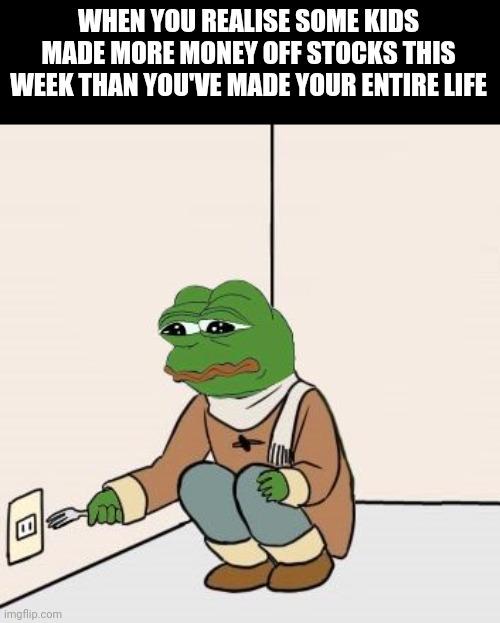 WHEN YOU REALISE SOME KIDS
MADE MORE MONEY OFF STOCKS THIS
WEEK THAN YOU'VE MADE YOUR ENTIRE LIFE
imgflip.com